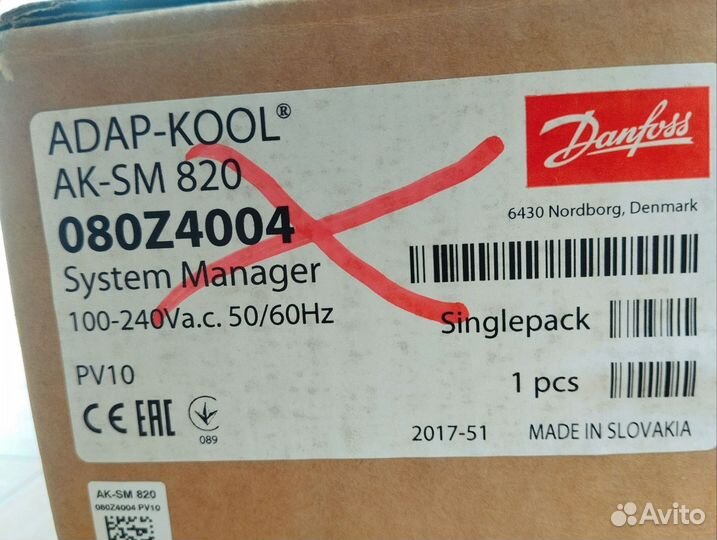 ADAP-KOOL®
AK-SM 820
080Z4004
System Manager
100-240Va.c. 50/60Hz
PV10
CE EAC
089
Danfoss
6430 Nordborg, Denmark
Singlepack
1 pcs
2017-51 MADE IN SLOVAKIA
AK-SM 820
080Z4004 PV10
Avito